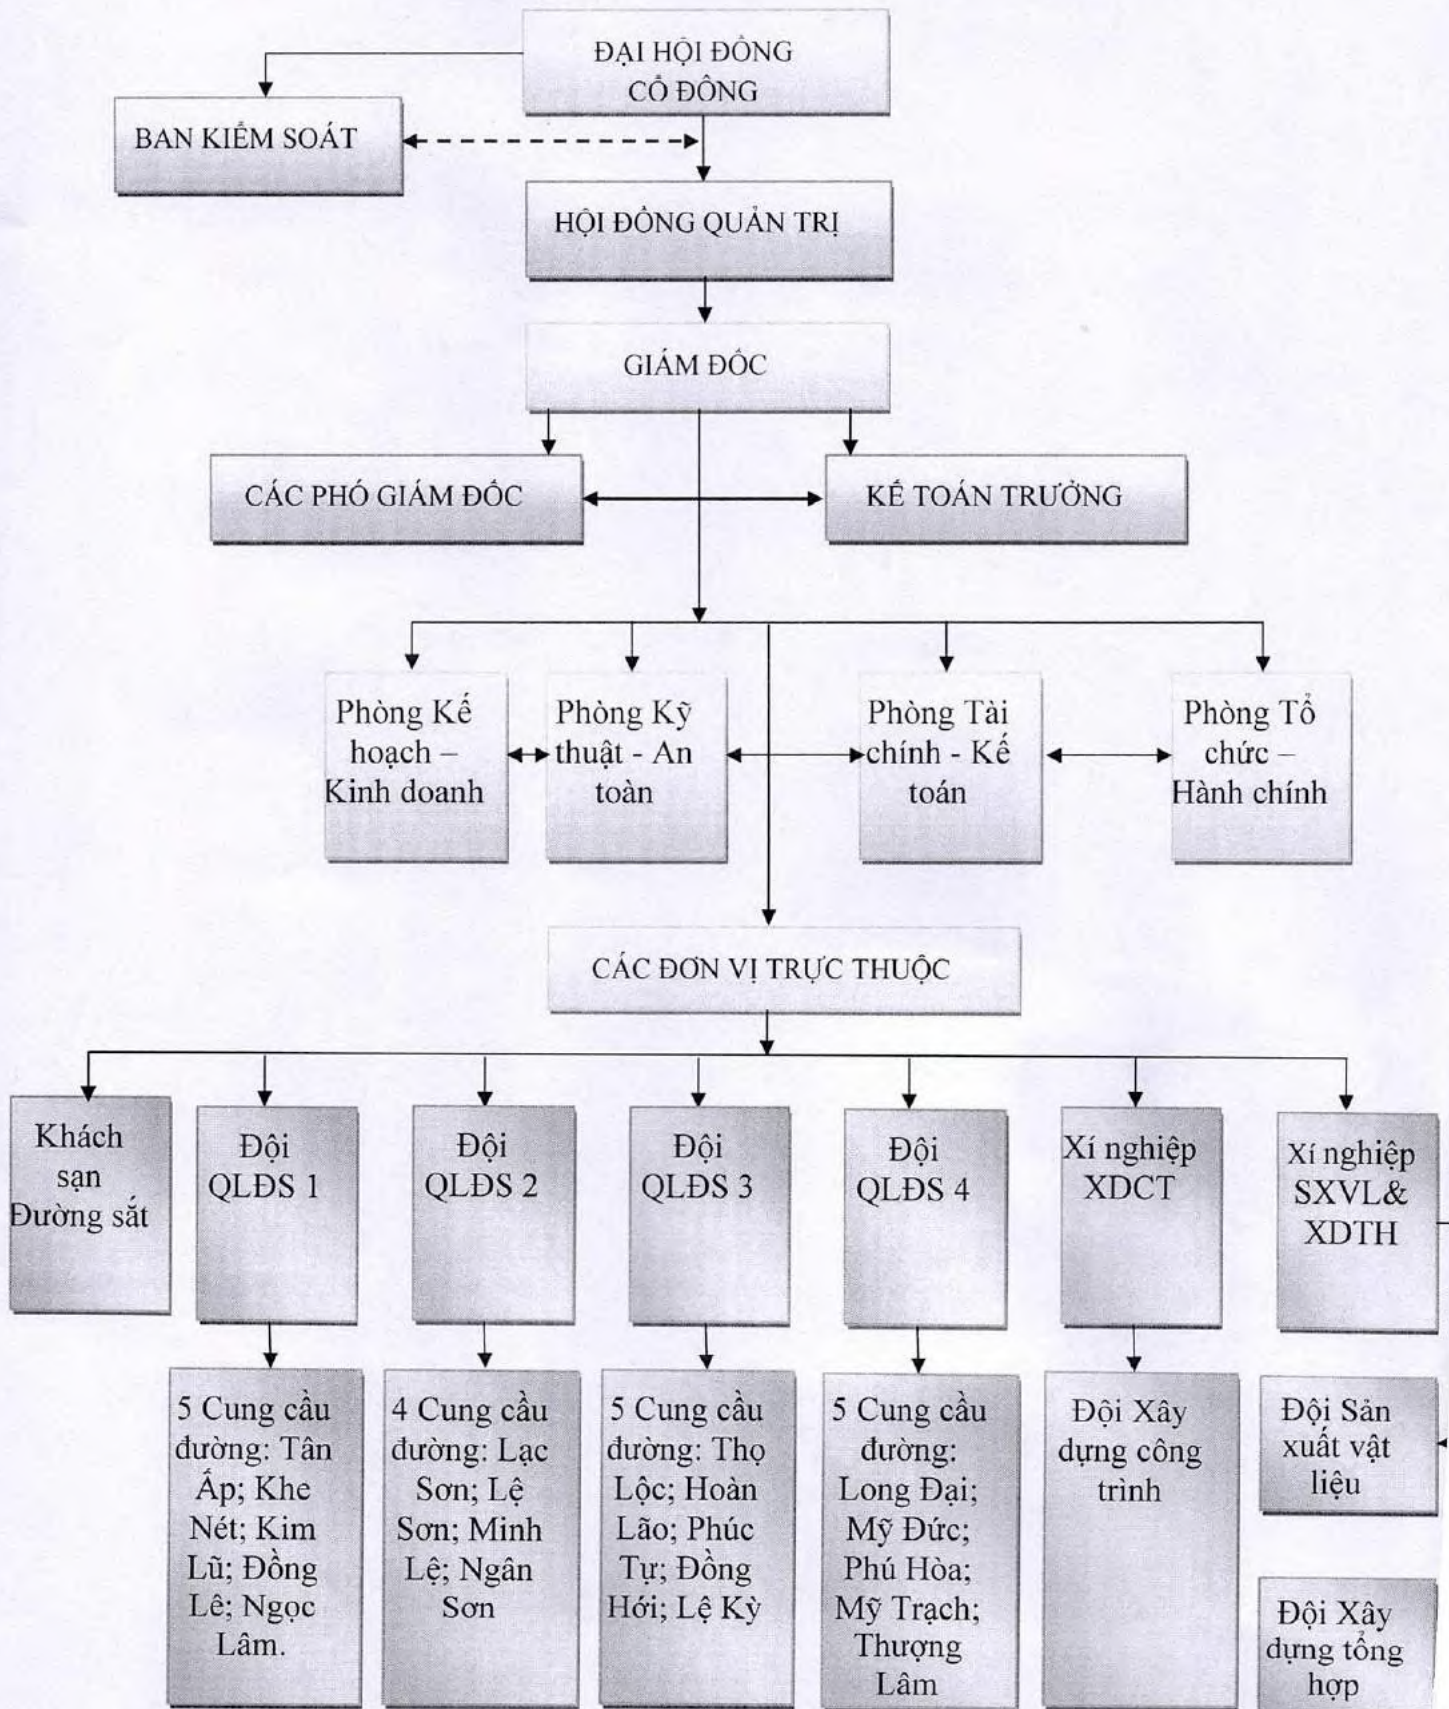 ĐẠI HỘI ĐỒNG
CỔ ĐÔNG
BAN KIỂM SOÁT
HỘI ĐỒNG QUẢN TRỊ
GIÁM ĐỐC
CÁC PHÓ GIÁM ĐỐC
KẾ TOÁN TRƯỞNG
Phòng Kế
hoạch –
Kinh doanh
Phòng Kỹ
thuật - An
toàn
Phòng Tài
chính - Kế
toán
Phòng Tổ
chức –
Hành chính
CÁC ĐƠN VỊ TRỰC THUỘC
Khách
sạn
Đường sắt
Đội
QLĐS 1
Đội
QLĐS 2
Đội
QLĐS 3
Đội
QLĐS 4
Xí nghiệp
XDCT
Xí nghiệp
SXVL&
XDTH
5 Cung cầu
đường: Tân
Ấp; Khe
Nét; Kim
Lũ; Đồng
Lê; Ngọc
Lâm.
4 Cung cầu
đường: Lạc
Sơn; Lệ
Sơn; Minh
Lệ; Ngân
Sơn
5 Cung cầu
đường: Thọ
Lộc; Hoàn
Lão; Phúc
Tự; Đồng
Hới; Lệ Kỳ
5 Cung cầu
đường:
Long Đại;
Mỹ Đức;
Phú Hòa;
Mỹ Trạch;
Thượng
Lâm
Đội Xây
dựng công
trình
Đội Sản
xuất vật
liệu
Đội Xây
dựng tổng
hợp